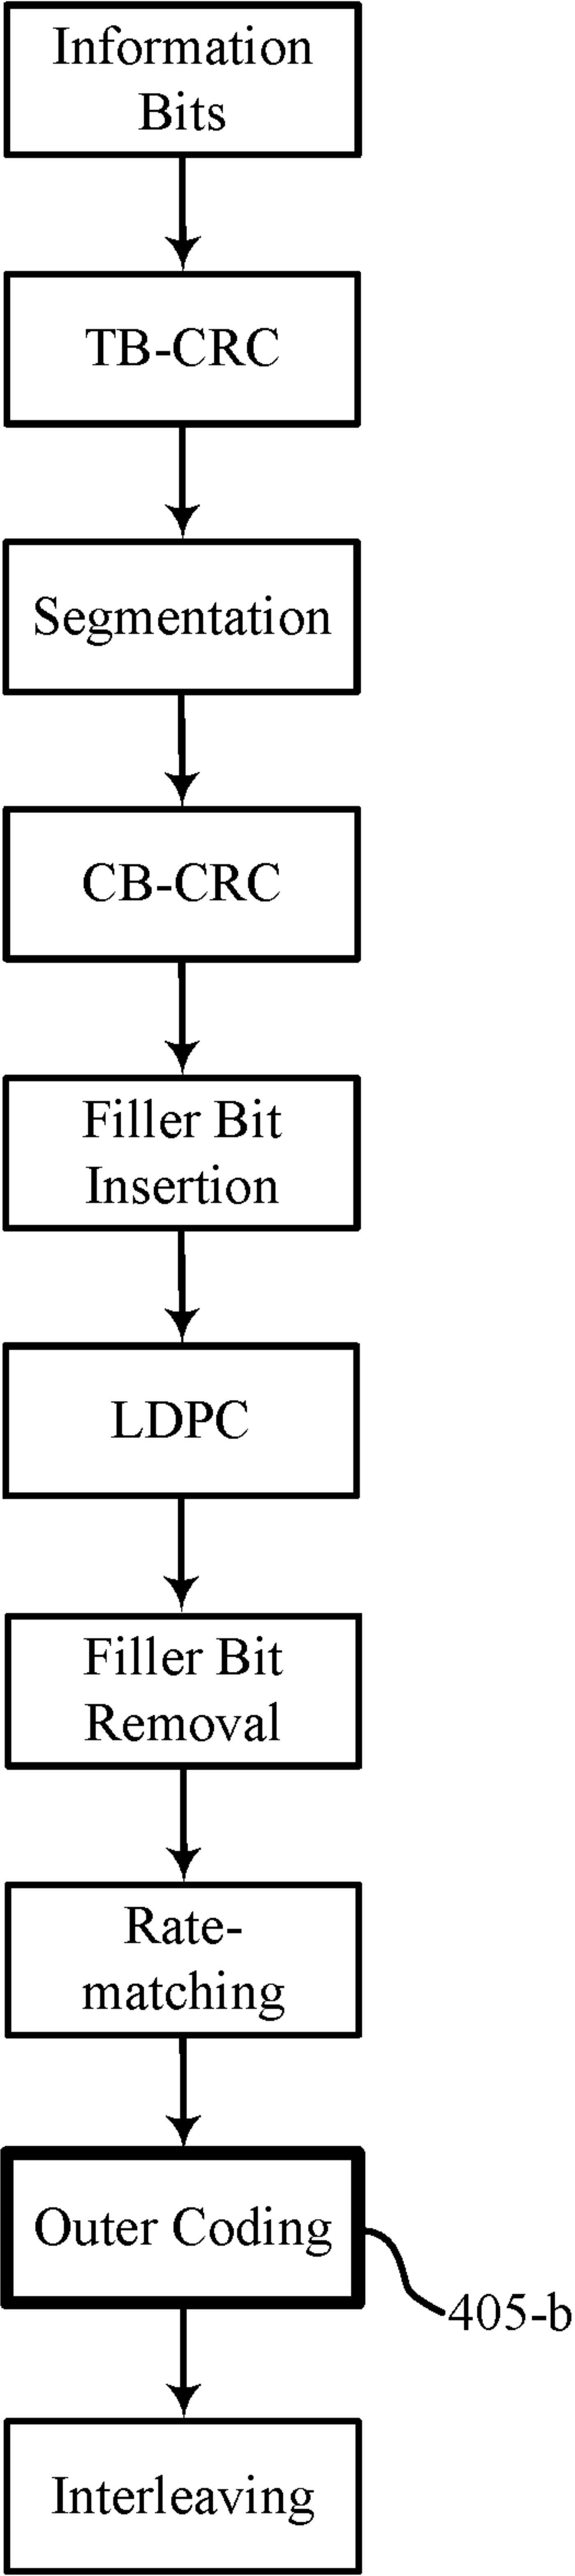 Information
Bits
TB-CRC
Segmentation
CB-CRC
Filler Bit
Insertion
LDPC
Filler Bit
Removal
Rate-
matching
Outer Coding
405-b
Interleaving